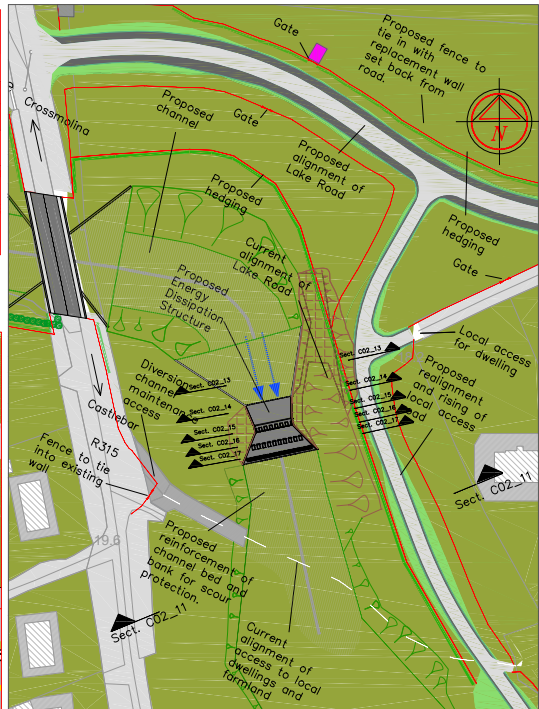 Gate
Proposed fence to
tie in with
replacement wall
set back from
road.
Crossmolina
Proposed
channel
Gate
Proposed
alignment of
Lake Road
N
Proposed
hedging
Proposed
hedging
Gate
Current
alignment of
Lake Road
Proposed
Energy
Dissipation
Structure
Local access
for dwelling
Sect. C02_13
Sect. C02_14
Sect. C02_15
Sect. C02_16
Sect. C02_17
Proposed
realignment
and rising of
local access
road
Diversion
channel
maintenance
access
Sect. C02_13
Sect. C02_14
Sect. C02_15
Sect. C02_16
Sect. C02_17
Castlebar
R315
Fence to tie
into existing
wall
Sect. C02_11
19.6
Proposed
reinforcement of
channel bed and
bank for scour
protection.
Sect. C02_11
Current
alignment of
access to local
dwellings and
farmland